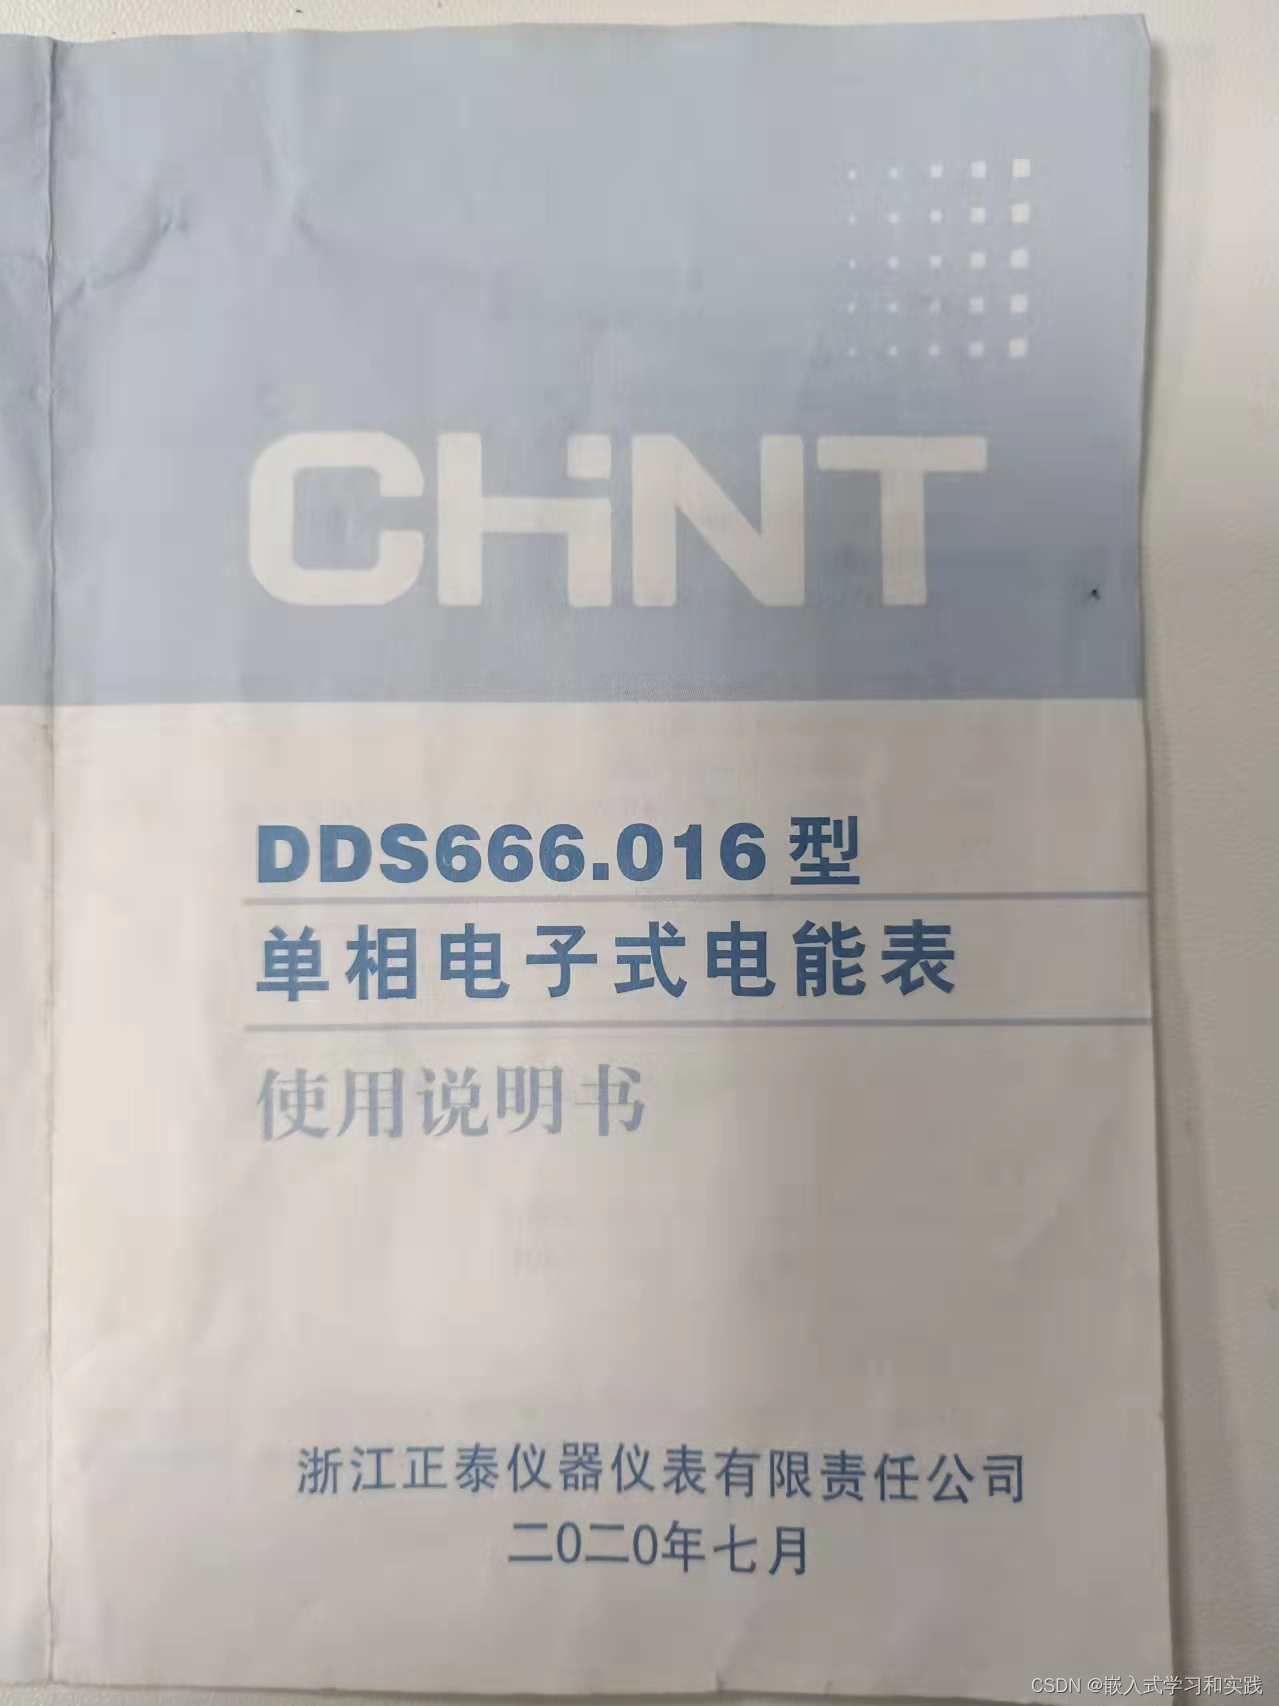 CHNT
DDS666.016型
单相电子式电能表
使用说明书
浙江正泰仪器仪表有限责任公司
二0二0年七月
CSDN @嵌入式学习和实践